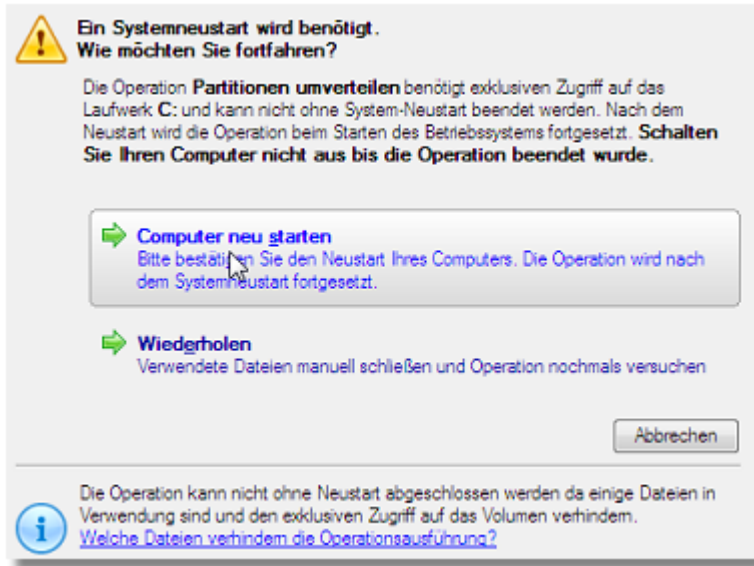 Ein Systemneustart wird benötigt.
Wie möchten Sie fortfahren?
Die Operation Partitionen umverteilen benötigt exklusiven Zugriff auf das
Laufwerk C: und kann nicht ohne System-Neustart beendet werden. Nach dem
Neustart wird die Operation beim Starten des Betriebssystems fortgesetzt. Schalten
Sie Ihren Computer nicht aus bis die Operation beendet wurde.
Computer neu starten
Bitte bestätigen Sie den Neustart Ihres Computers. Die Operation wird nach
dem Systemneustart fortgesetzt.
Wiederholen
Verwendete Dateien manuell schließen und Operation nochmals versuchen
Abbrechen
Die Operation kann nicht ohne Neustart abgeschlossen werden da einige Dateien in
Verwendung sind und den exklusiven Zugriff auf das Volumen verhindern.
Welche Dateien verhindern die Operationsausführung?